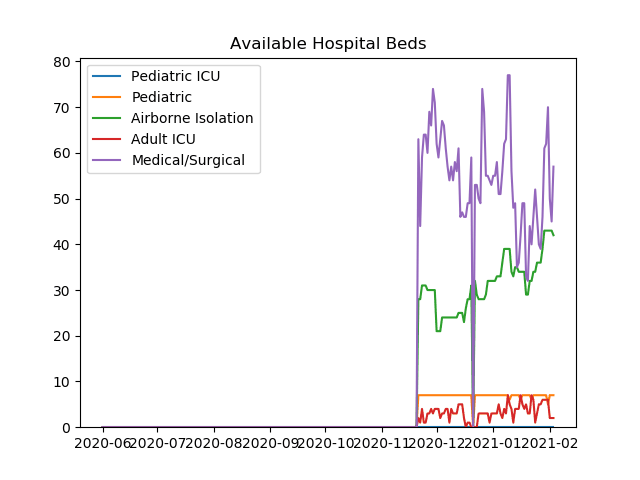 Available Hospital Beds
80
70
60
50
40
30
20
10
0
Pediatric ICU
Pediatric
Airborne Isolation
Adult ICU
Medical/Surgical
2020-06 2020-07 2020-08 2020-09 2020-10 2020-11 2020-12 2021-01 2021-02